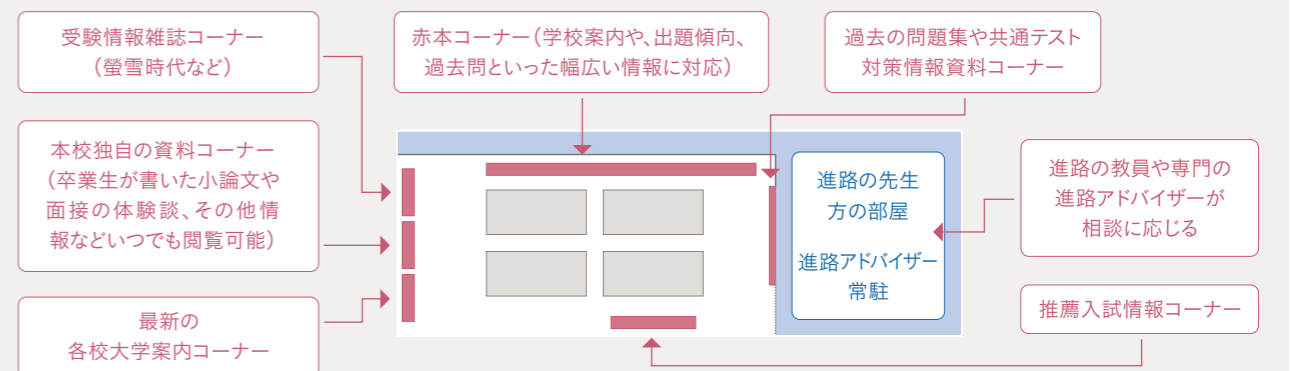 受験情報雑誌コーナー
(螢雪時代など)
赤本コーナー(学校案内や、出題傾向、
過去問といった幅広い情報に対応)
過去の問題集や共通テスト
対策情報資料コーナー
本校独自の資料コーナー
(卒業生が書いた小論文や
面接の体験談、その他情
報などいつでも閲覧可能)
進路の先生
方の部屋
進路アドバイザー
常駐
進路の教員や専門の
進路アドバイザーが
相談に応じる
最新の
各校大学案内コーナー
推薦入試情報コーナー